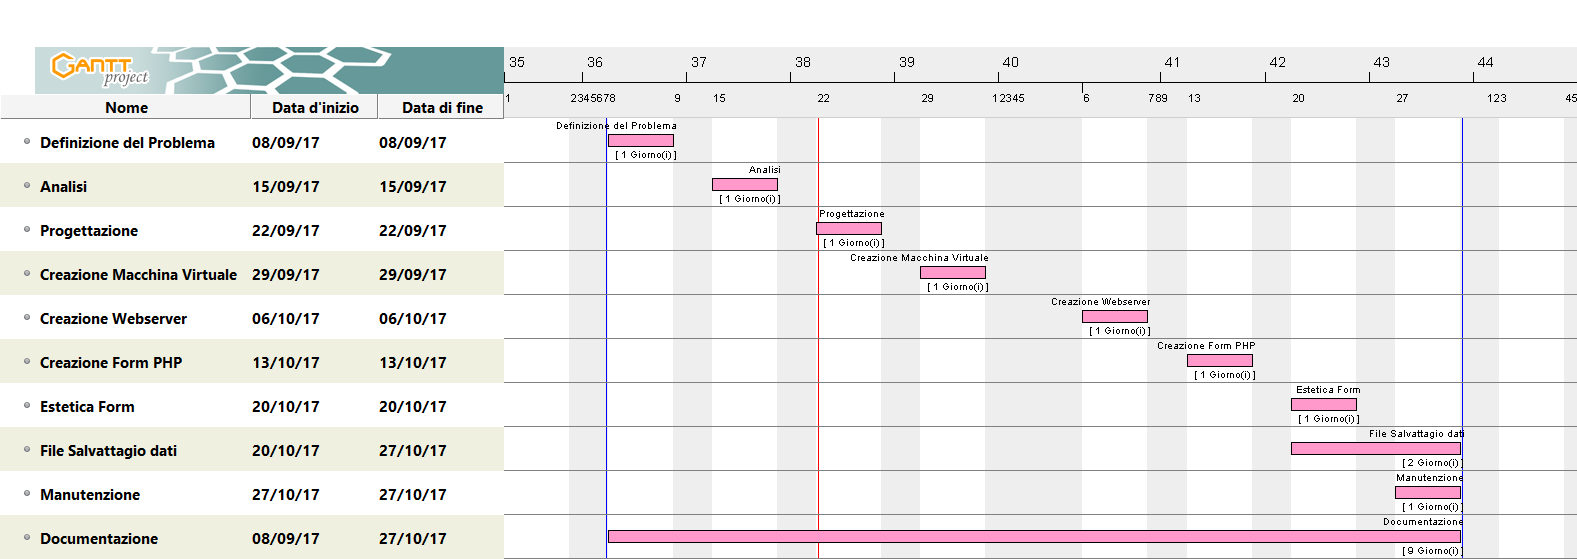 GANTT project
35 36 37 38 39 40 41 42 43 44
1 2345678 9 15 22 29 12345 6 789 13 20 27 123 45
Nome Data d'inizio Data di fine
Definizione del Problema
Definizione del Problema 08/09/17 08/09/17
[ 1 Giorno(i) ]
Analisi
Analisi 15/09/17 15/09/17
[ 1 Giorno(i) ]
Progettazione
Progettazione 22/09/17 22/09/17
[ 1 Giorno(i) ]
Creazione Macchina Virtuale
Creazione Macchina Virtuale 29/09/17 29/09/17
[ 1 Giorno(i) ]
Creazione Webserver
Creazione Webserver 06/10/17 06/10/17
[ 1 Giorno(i) ]
Creazione Form PHP
Creazione Form PHP 13/10/17 13/10/17
[ 1 Giorno(i) ]
Estetica Form
Estetica Form 20/10/17 20/10/17
[ 1 Giorno(i) ]
File Salvattagio dati
File Salvattagio dati 20/10/17 27/10/17
[ 2 Giorno(i) ]
Manutenzione
Manutenzione 27/10/17 27/10/17
[ 1 Giorno(i) ]
Documentazione
Documentazione 08/09/17 27/10/17
[ 9 Giorno(i) ]